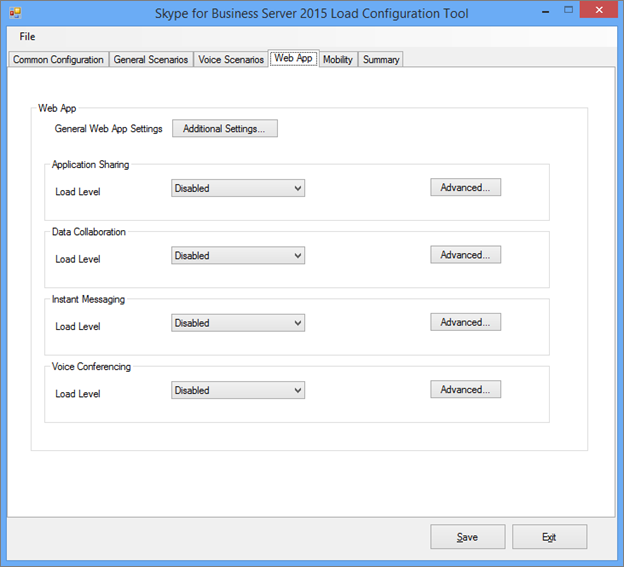 Skype for Business Server 2015 Load Configuration Tool
File
Common Configuration General Scenarios Voice Scenarios Web App Mobility Summary
Web App
General Web App Settings Additional Settings...
Application Sharing
Load Level Disabled Advanced...
Data Collaboration
Load Level Disabled Advanced...
Instant Messaging
Load Level Disabled Advanced...
Voice Conferencing
Load Level Disabled Advanced...
Save Exit